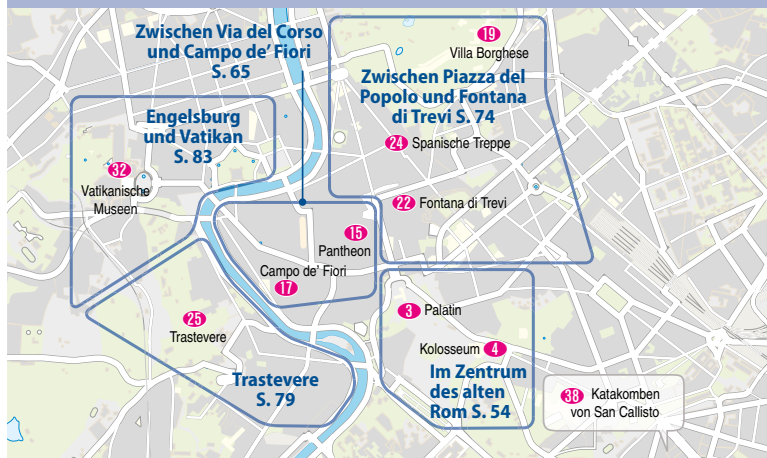 Zwischen Via del Corso
und Campo de’ Fiori
S. 65
19
Villa Borghese
Zwischen Piazza del
Popolo und Fontana
di Trevi S. 74
Engelsburg
und Vatikan
S. 83
24 Spanische Treppe
32
Vatikanische
Museen
22 Fontana di Trevi
15
Pantheon
Campo de’ Fiori
17
3 Palatin
25
Trastevere
Kolosseum 4
Trastevere
S. 79
Im Zentrum
des alten
Rom S. 54
38 Katakomben
von San Callisto